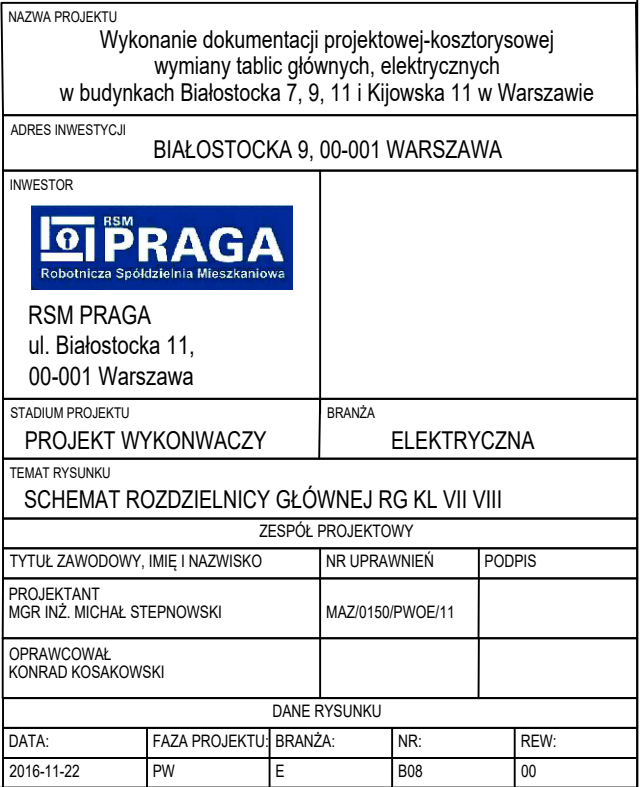 NAZWA PROJEKTU
Wykonanie dokumentacji projektowej-kosztorysowej
wymiany tablic głównych, elektrycznych
w budynkach Białostocka 7, 9, 11 i Kijowska 11 w Warszawie
ADRES INWESTYCJI
BIAŁOSTOCKA 9, 00-001 WARSZAWA
INWESTOR
RSM
PRAGA
Robotnicza Spółdzielnia Mieszkaniowa
RSM PRAGA
ul. Białostocka 11,
00-001 Warszawa
STADIUM PROJEKTU BRANŻA
PROJEKT WYKONWACZY ELEKTRYCZNA
TEMAT RYSUNKU
SCHEMAT ROZDZIELNICY GŁÓWNEJ RG KL VII VIII
ZESPÓŁ PROJEKTOWY
TYTUŁ ZAWODOWY, IMIĘ I NAZWISKO NR UPRAWNIEŃ PODPIS
PROJEKTANT
MGR INŻ. MICHAŁ STEPNOWSKI MAZ/0150/PWOE/11
OPRAWCOWAŁ
KONRAD KOSAKOWSKI
DANE RYSUNKU
DATA: FAZA PROJEKTU: BRANŻA: NR: REW:
2016-11-22 PW E B08 00